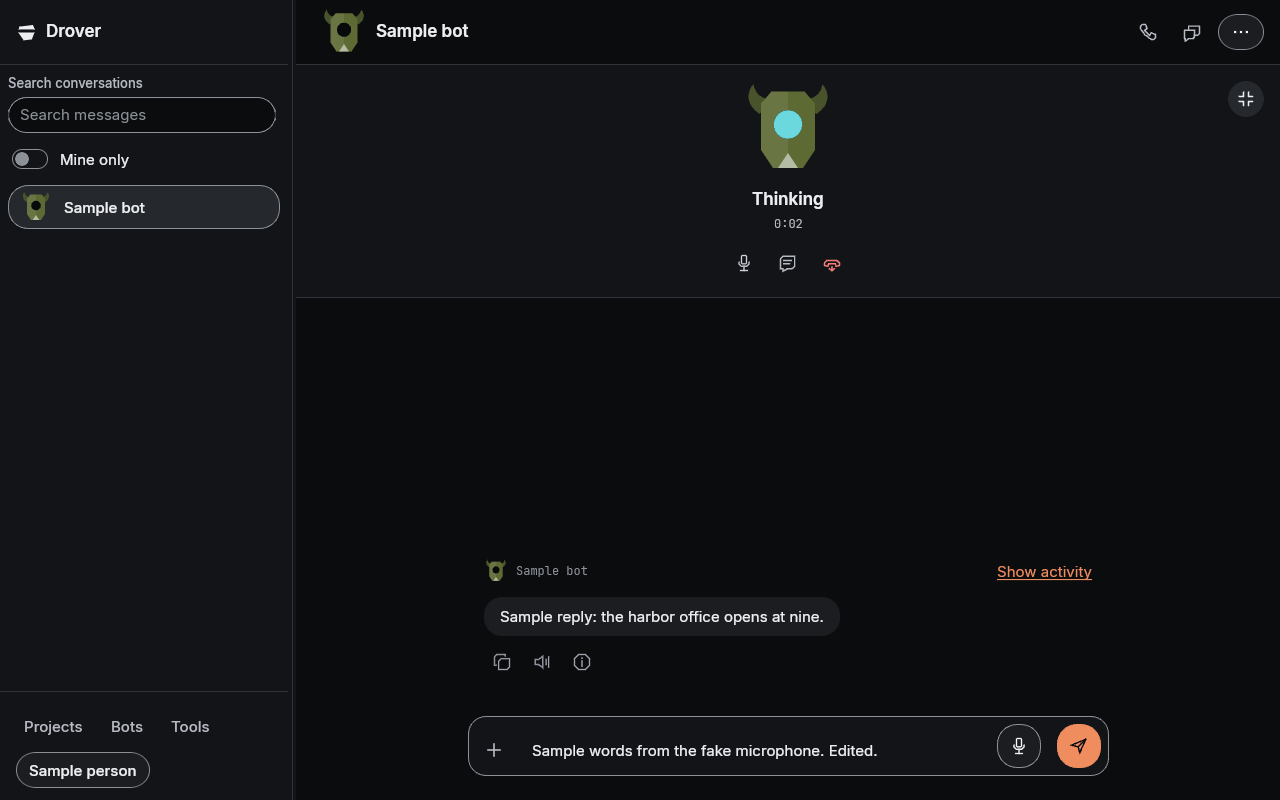 Drover
Sample bot
Search conversations
Search messages
Mine only
Sample bot
Thinking
0:02
Sample bot
Show activity
Sample reply: the harbor office opens at nine.
Projects
Bots
Tools
Sample words from the fake microphone. Edited.
Sample person